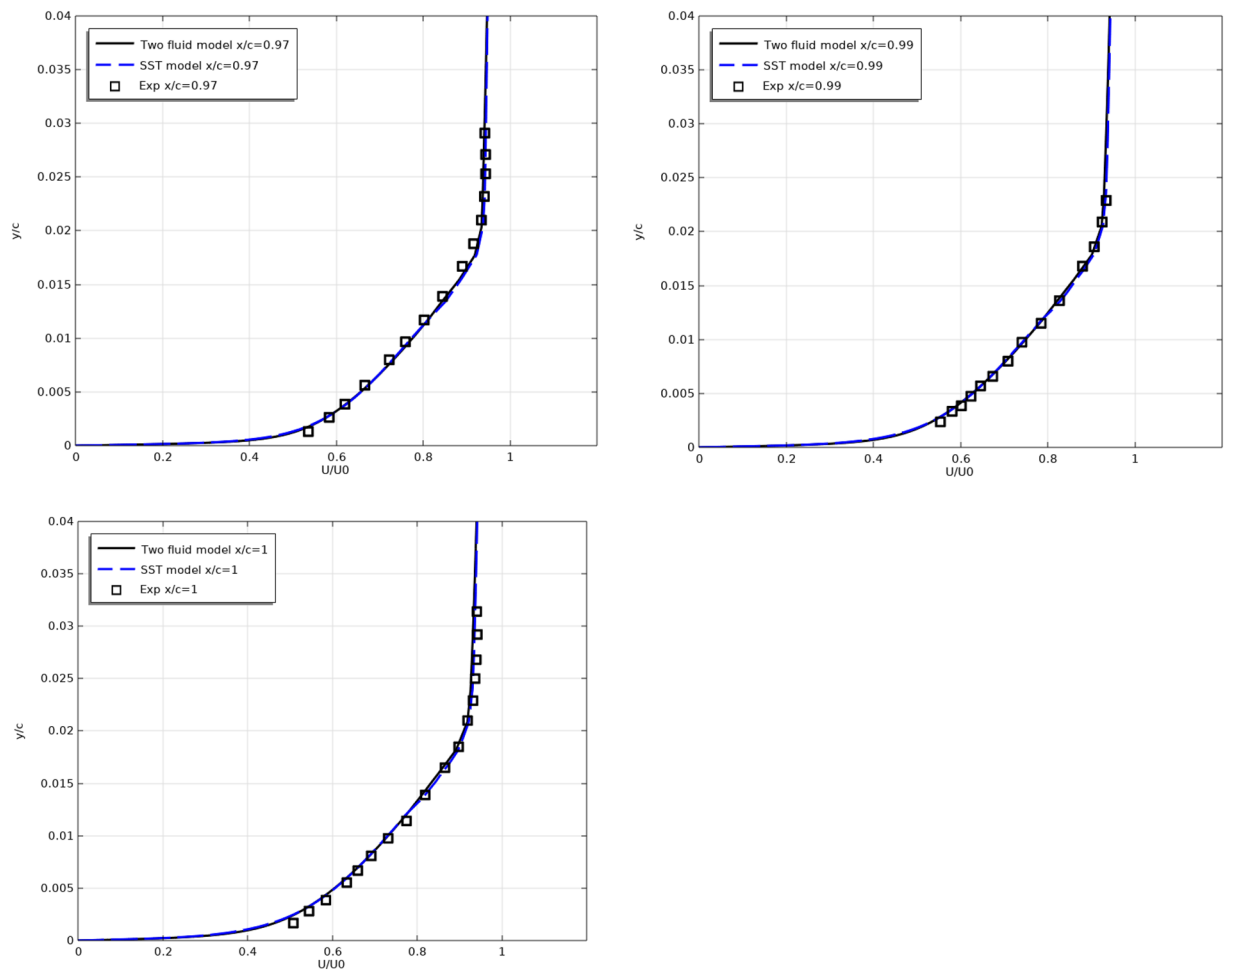 0.04
0.035
0.03
0.025
0.02
0.015
0.01
0.005
0
y/c
Two fluid model x/c=0.97
SST model x/c=0.97
Exp x/c=0.97
0 0.2 0.4 0.6 0.8 1
U/U0
0.04
0.035
0.03
0.025
0.02
0.015
0.01
0.005
0
y/c
Two fluid model x/c=0.99
SST model x/c=0.99
Exp x/c=0.99
0 0.2 0.4 0.6 0.8 1
U/U0
0.04
0.035
0.03
0.025
0.02
0.015
0.01
0.005
0
y/c
Two fluid model x/c=1
SST model x/c=1
Exp x/c=1
0 0.2 0.4 0.6 0.8 1
U/U0